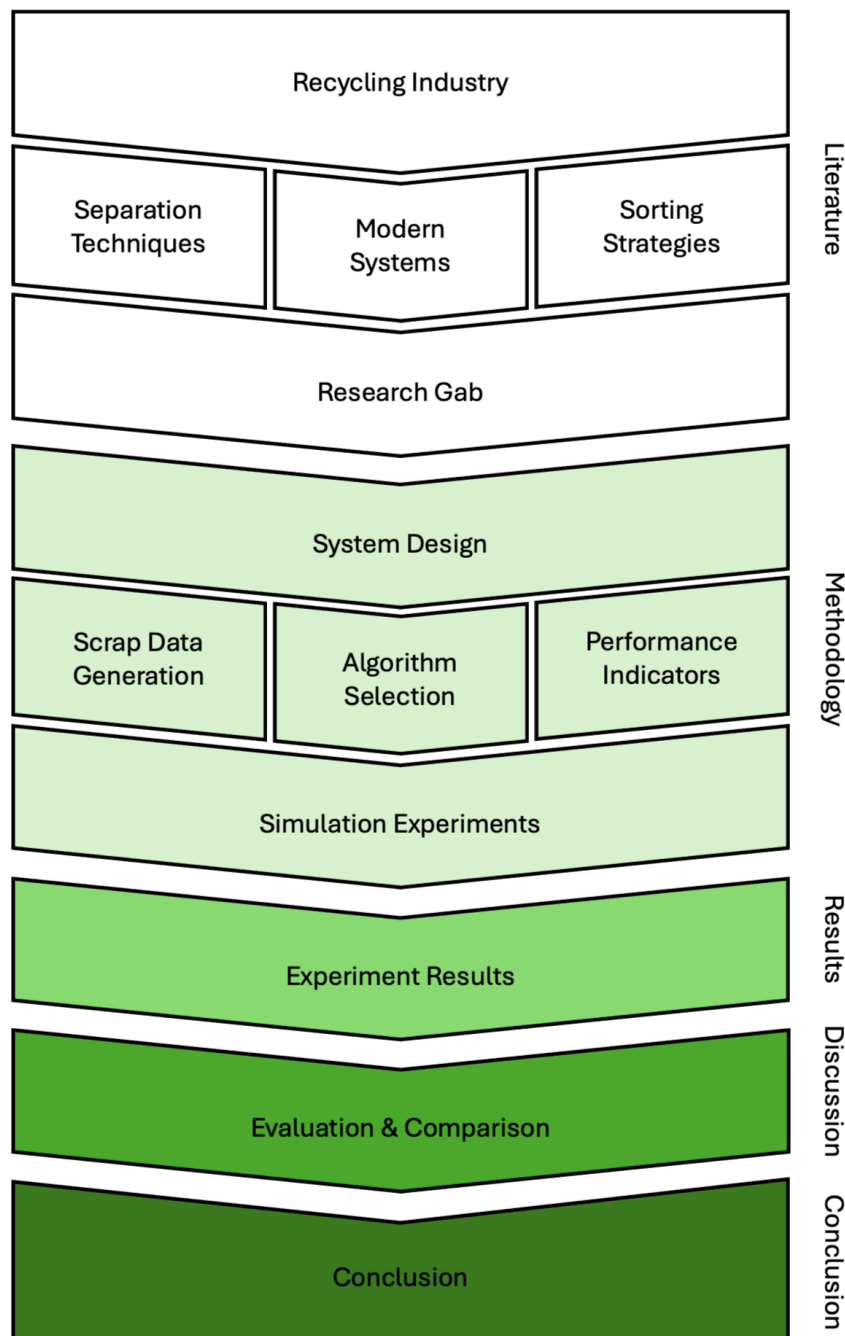 Recycling Industry
Literature
Separation
Techniques
Modern
Systems
Sorting
Strategies
Research Gab
System Design
Methodology
Scrap Data
Generation
Algorithm
Selection
Performance
Indicators
Simulation Experiments
Results
Experiment Results
Discussion
Evaluation & Comparison
Conclusion
Conclusion